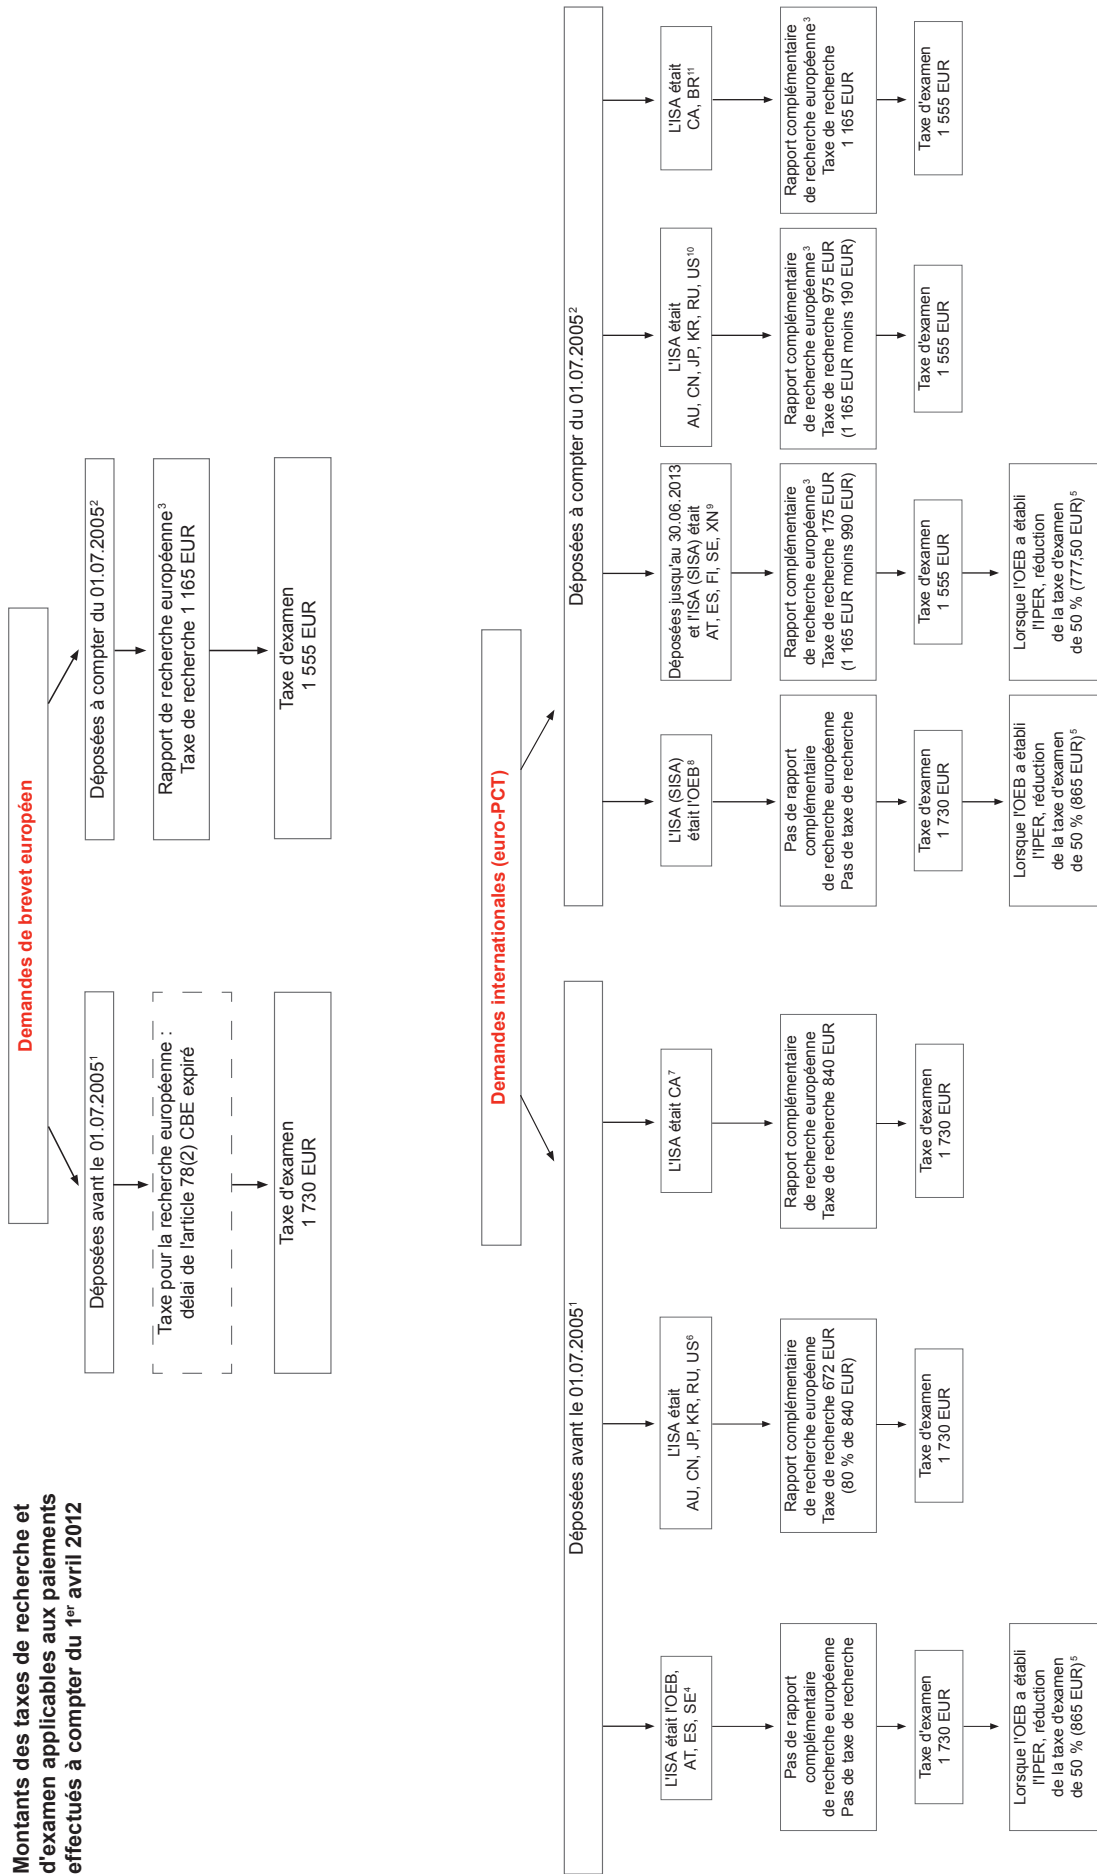 Montants des taxes de recherche et
d'examen applicables aux paiements
effectués à compter du 1er avril 2012
Demandes de brevet européen
Déposées avant le 01.07.2005¹
Taxe pour la recherche européenne :
délai de l'article 78(2) CBE expiré
Taxe d'examen
1 730 EUR
Déposées à compter du 01.07.2005²
Rapport de recherche européenne³
Taxe de recherche 1 165 EUR
Taxe d'examen
1 555 EUR
Demandes internationales (euro-PCT)
Déposées avant le 01.07.2005¹
L'ISA était l'OEB,
AT, ES, SE⁴
Pas de rapport
complémentaire
de recherche européenne
Pas de taxe de recherche
Taxe d'examen
1 730 EUR
Lorsque l'OEB a établi
l'IPER, réduction
de la taxe d'examen
de 50 % (865 EUR)⁵
L'ISA était
AU, CN, JP, KR, RU, US⁶
Rapport complémentaire
de recherche européenne
Taxe de recherche 672 EUR
(80 % de 840 EUR)
Taxe d'examen
1 730 EUR
L'ISA était CA⁷
Rapport complémentaire
de recherche européenne
Taxe de recherche 840 EUR
Taxe d'examen
1 730 EUR
Déposées à compter du 01.07.2005²
L'ISA (SISA)
était l'OEB⁸
Pas de rapport
complémentaire
de recherche européenne
Pas de taxe de recherche
Taxe d'examen
1 730 EUR
Lorsque l'OEB a établi
l'IPER, réduction
de la taxe d'examen
de 50 % (865 EUR)⁵
Déposées jusqu'au 30.06.2013
et l'ISA (SISA) était
AT, ES, FI, SE, XN⁹
Rapport complémentaire
de recherche européenne³
Taxe de recherche 175 EUR
(1 165 EUR moins 990 EUR)
Taxe d'examen
1 555 EUR
Lorsque l'OEB a établi
l'IPER, réduction
de la taxe d'examen
de 50 % (777,50 EUR)⁵
L'ISA était
AU, CN, JP, KR, RU, US¹⁰
Rapport complémentaire
de recherche européenne³
Taxe de recherche 975 EUR
(1 165 EUR moins 190 EUR)
Taxe d'examen
1 555 EUR
L'ISA était
CA, BR¹¹
Rapport complémentaire
de recherche européenne³
Taxe de recherche
1 165 EUR
Taxe d'examen
1 555 EUR